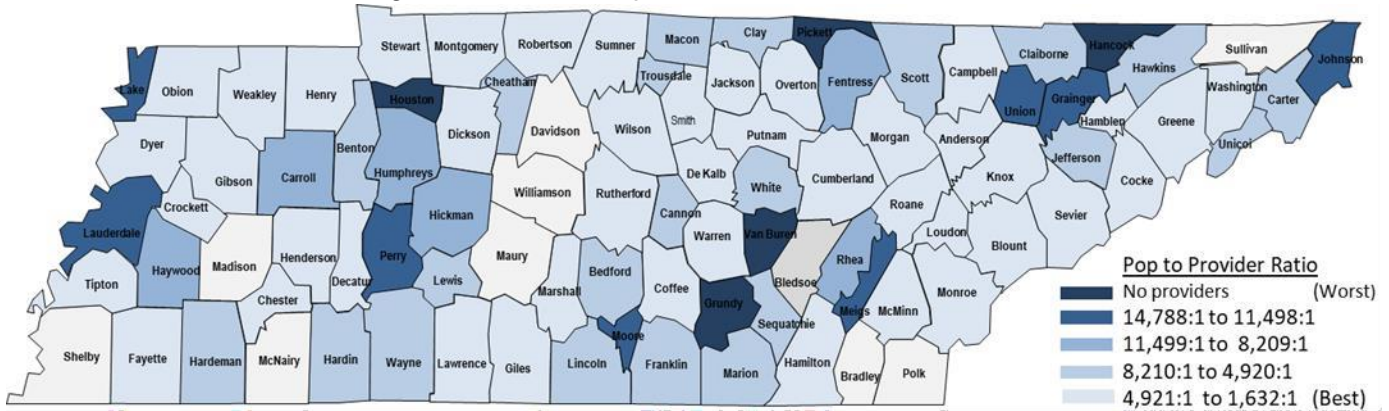 Stewart Montgomery Robertson Sumner Macon Clay Pickett Hancock Sullivan Johnson
Lake Obion Weakley Henry Houston Cheatham Trousdale Jackson Overton Fentress Scott Campbell Claiborne Hawkins Washington Carter
Dyer Benton Humphreys Dickson Davidson Wilson Smith Putnam Morgan Anderson Union Grainger Hamblen Greene Unicoi
Gibson Carroll Crockett Hickman Williamson Rutherford De Kalb White Cumberland Roane Knox Jefferson Cocke
Lauderdale Haywood Madison Henderson Decatur Perry Lewis Maury Cannon Warren Van Buren Bledsoe Rhea Loudon Blount Sevier
Tipton Chester Marshall Bedford Coffee Grundy Sequatchie Meigs McMinn Monroe
Shelby Fayette Hardeman McNairy Hardin Wayne Lawrence Giles Lincoln Moore Franklin Marion Hamilton Bradley Polk
Pop to Provider Ratio
No providers (Worst)
14,788:1 to 11,498:1
11,499:1 to 8,209:1
8,210:1 to 4,920:1
4,921:1 to 1,632:1 (Best)